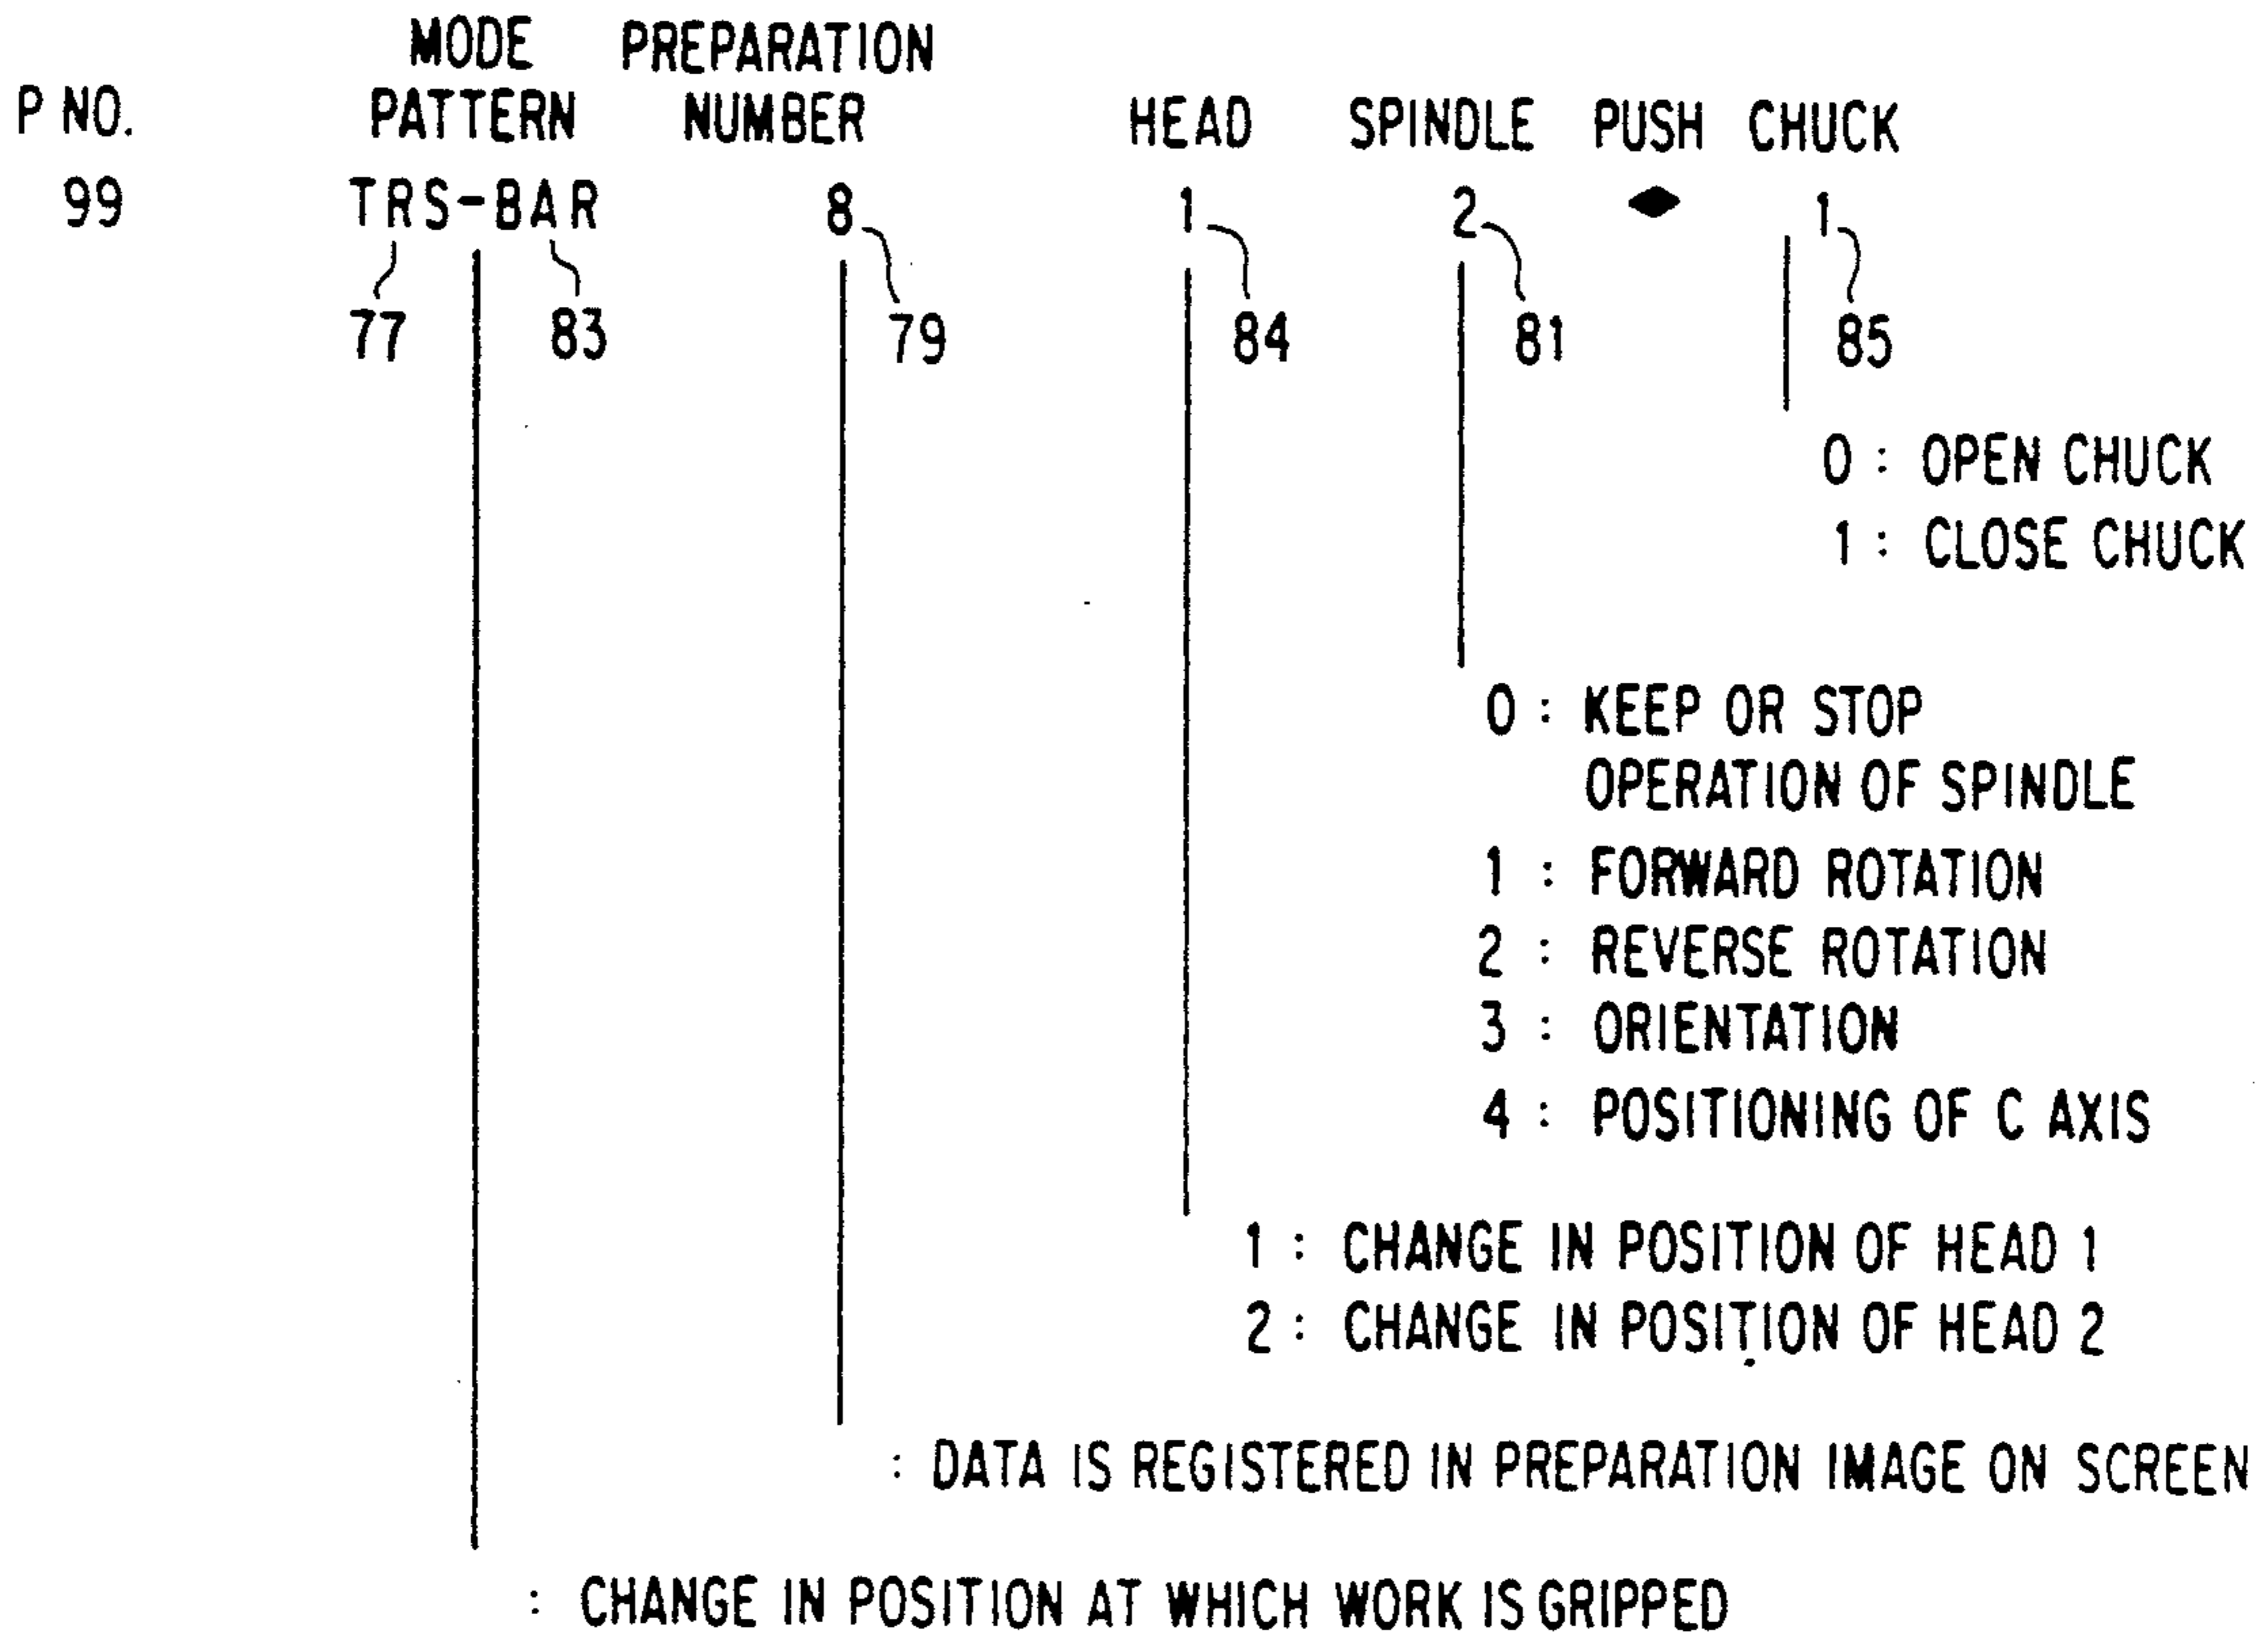 MODE PREPARATION
P NO. PATTERN NUMBER HEAD SPINDLE PUSH CHUCK
99 TRS-BAR 8 1 2 ◆ 1
77 83 79 84 81 85
0 : OPEN CHUCK
1 : CLOSE CHUCK
0 : KEEP OR STOP
OPERATION OF SPINDLE
1 : FORWARD ROTATION
2 : REVERSE ROTATION
3 : ORIENTATION
4 : POSITIONING OF C AXIS
1 : CHANGE IN POSITION OF HEAD 1
2 : CHANGE IN POSITION OF HEAD 2
: DATA IS REGISTERED IN PREPARATION IMAGE ON SCREEN
: CHANGE IN POSITION AT WHICH WORK IS GRIPPED